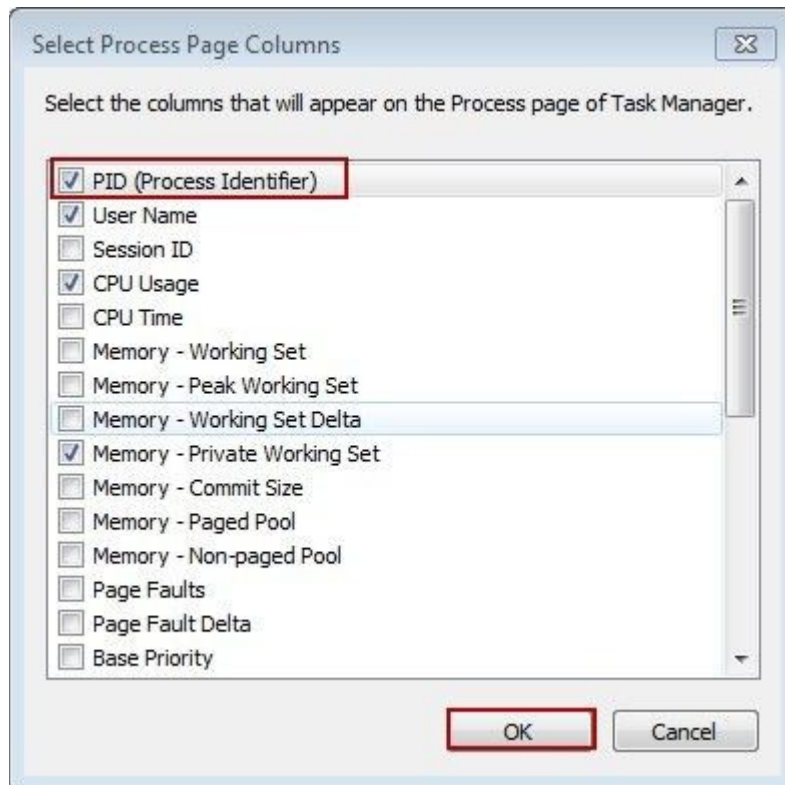 Select Process Page Columns
Select the columns that will appear on the Process page of Task Manager.
PID (Process Identifier)
User Name
Session ID
CPU Usage
CPU Time
Memory - Working Set
Memory - Peak Working Set
Memory - Working Set Delta
Memory - Private Working Set
Memory - Commit Size
Memory - Paged Pool
Memory - Non-paged Pool
Page Faults
Page Fault Delta
Base Priority
OK Cancel